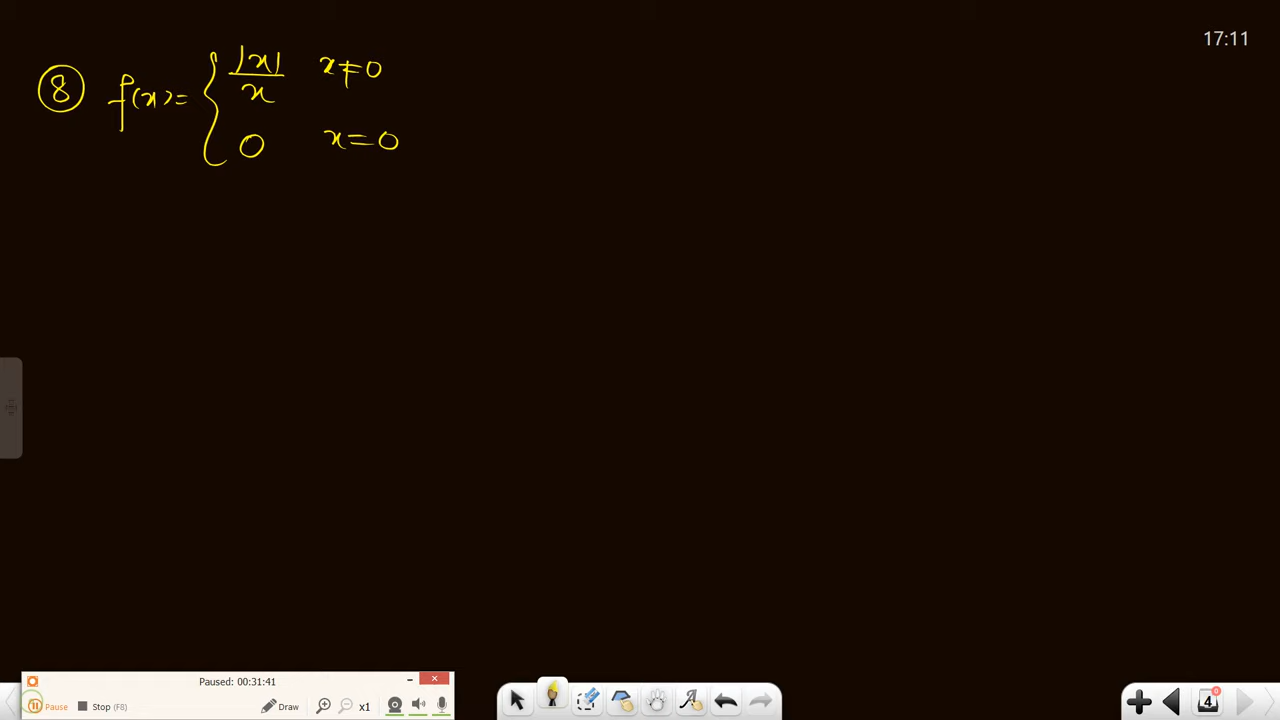 17:11
⑧ f(x)= { |x|/x x≠0
0 x=0
Paused: 00:31:41
Pause Stop (F8) Draw x1
4